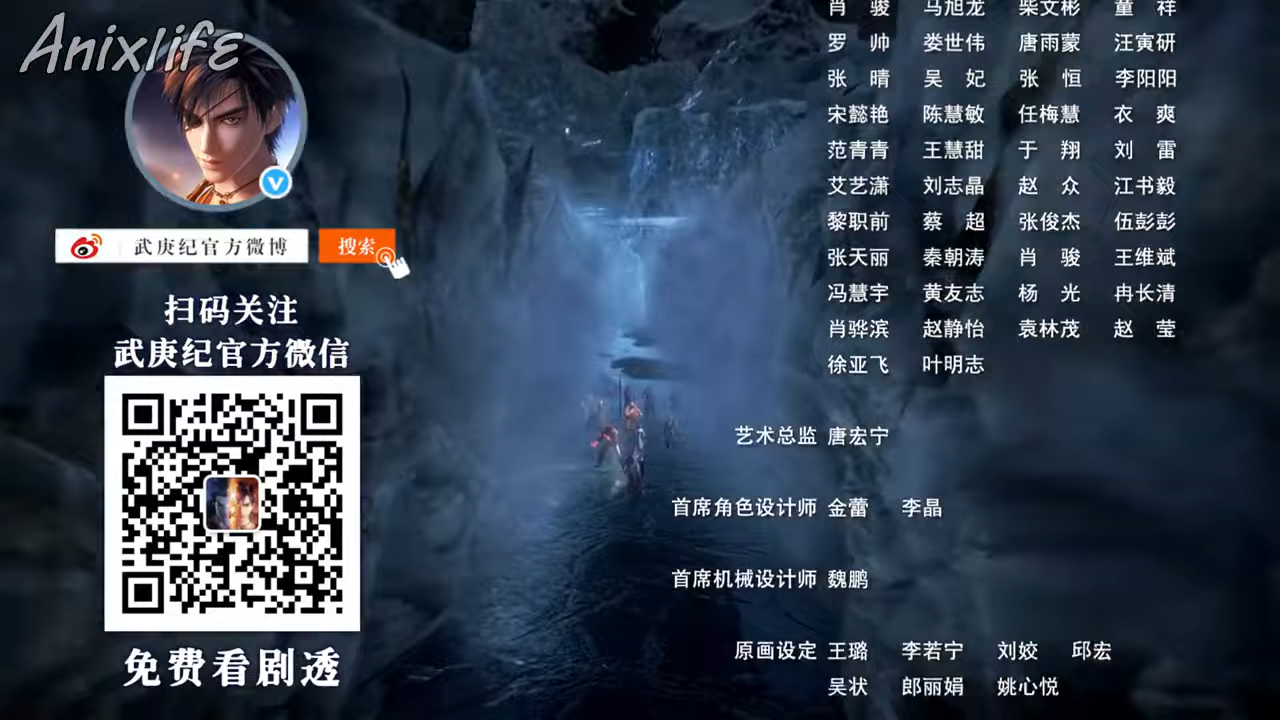 Anixlife
武庚纪官方微博 搜索
扫码关注
武庚纪官方微信
免费看剧透
肖 骏 马旭龙 柴文彬 童 祥
罗 帅 娄世伟 唐雨蒙 汪寅研
张 晴 吴 妃 张 恒 李阳阳
宋懿艳 陈慧敏 任梅慧 衣 爽
范青青 王慧甜 于 翔 刘 雷
艾艺潇 刘志晶 赵 众 江书毅
黎职前 蔡 超 张俊杰 伍彭彭
张天丽 秦朝涛 肖 骏 王维斌
冯慧宇 黄友志 杨 光 冉长清
肖骅滨 赵静怡 袁林茂 赵 莹
徐亚飞 叶明志
艺术总监 唐宏宁
首席角色设计师 金蕾 李晶
首席机械设计师 魏鹏
原画设定 王璐 李若宁 刘姣 邱宏
吴状 郎丽娟 姚心悦